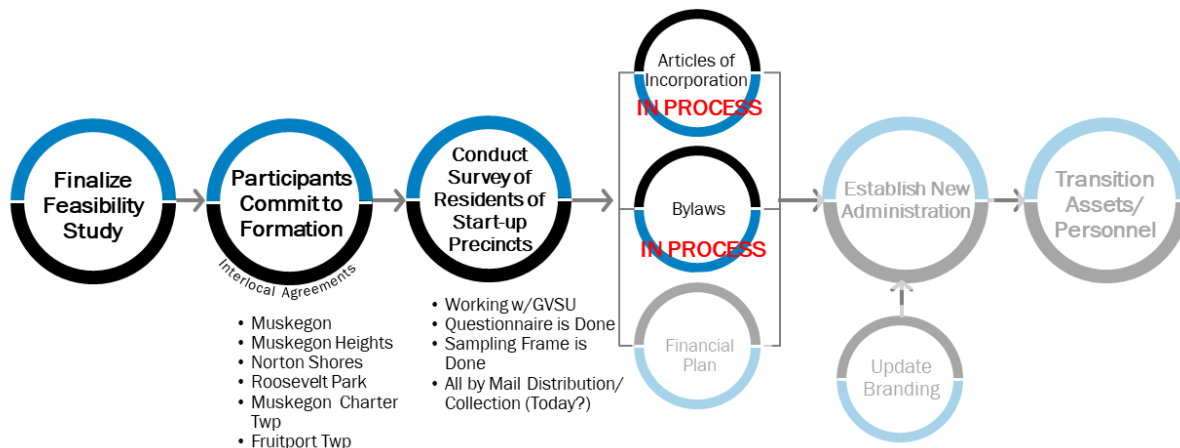 Finalize
Feasibility
Study
Participants
Commit to
Formation
Interlocal Agreements
• Muskegon
• Muskegon Heights
• Norton Shores
• Roosevelt Park
• Muskegon Charter
Twp
• Fruitport Twp
Conduct
Survey of
Residents of
Start-up
Precincts
• Working w/GVSU
• Questionnaire is Done
• Sampling Frame is
Done
• All by Mail Distribution/
Collection (Today?)
Articles of
Incorporation
IN PROCESS
Bylaws
IN PROCESS
Financial
Plan
Establish New
Administration
Update
Branding
Transition
Assets/
Personnel